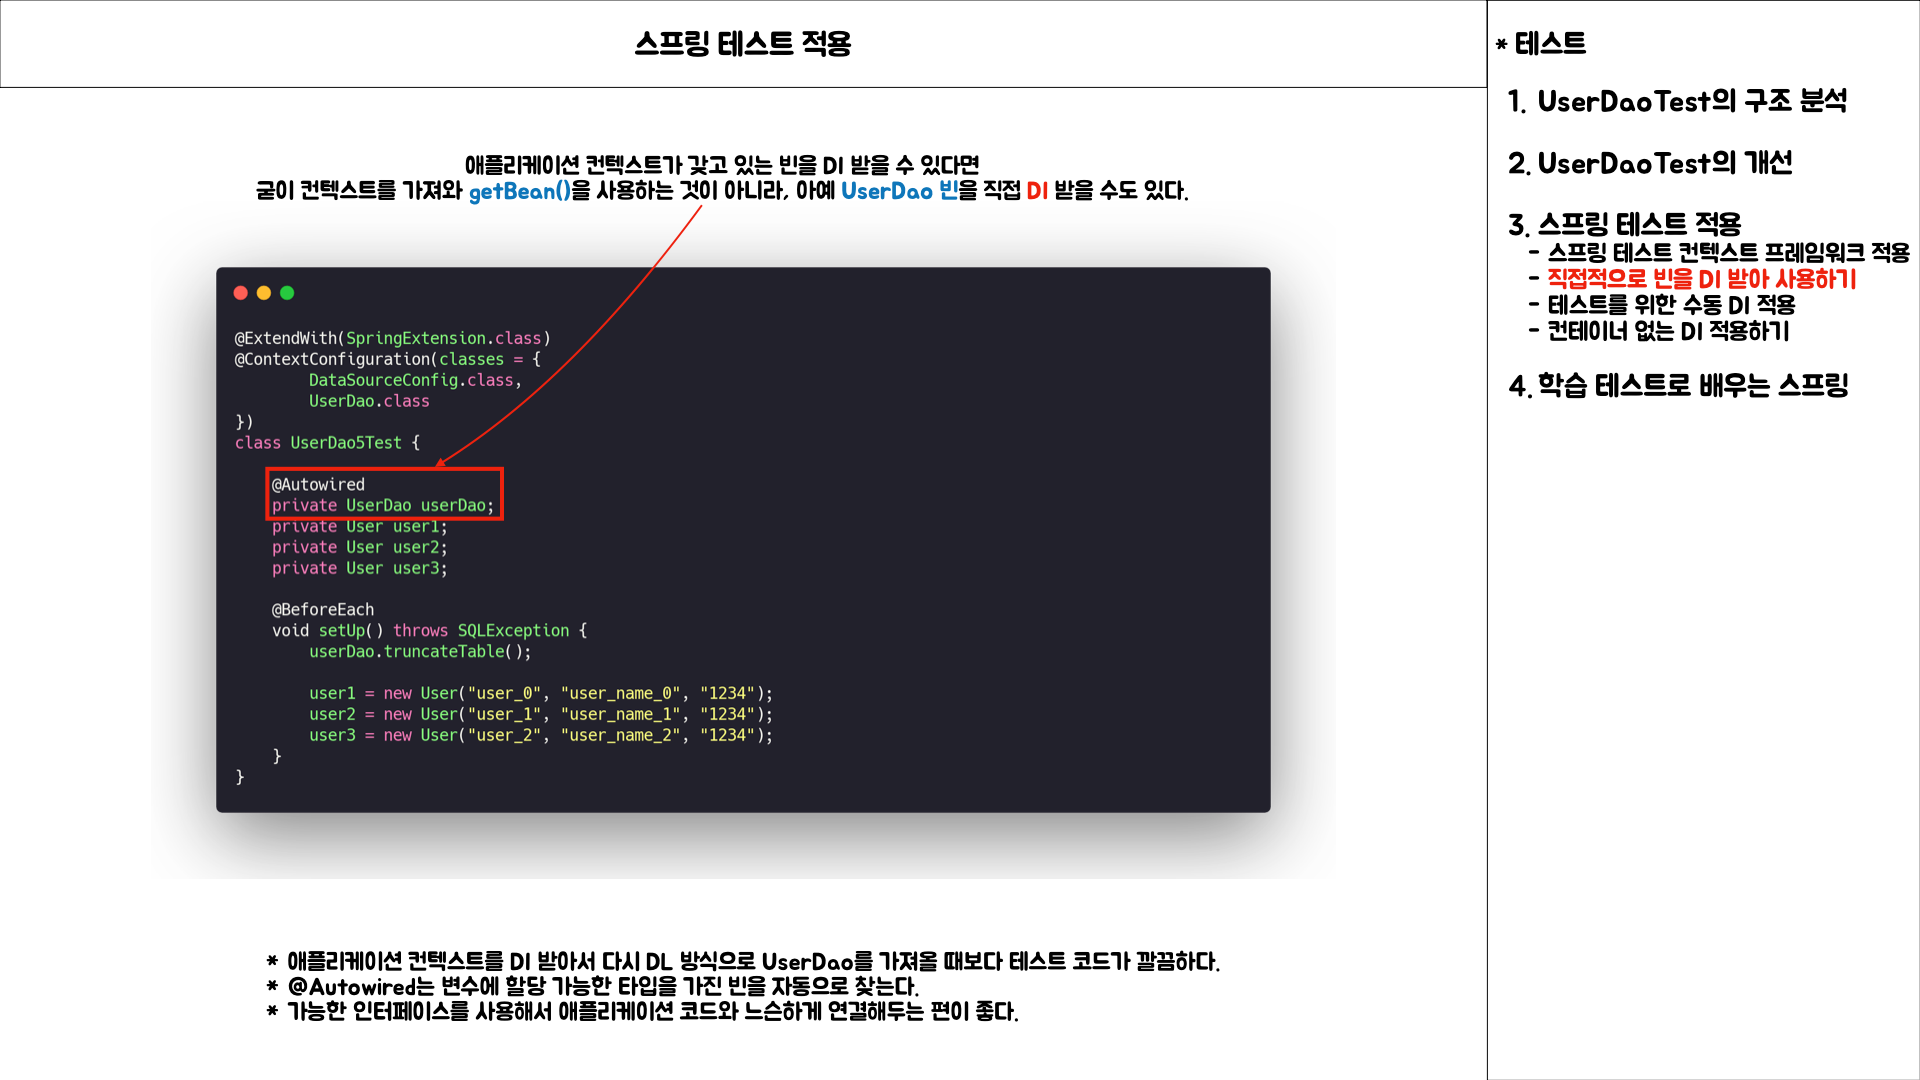 스프링 테스트 적용
애플리케이션 컨텍스트가 갖고 있는 빈을 DI 받을 수 있다면
굳이 컨텍스트를 가져와 getBean()을 사용하는 것이 아니라, 아예 UserDao 빈을 직접 DI 받을 수도 있다.
@ExtendWith(SpringExtension.class)
@ContextConfiguration(classes = {
        DataSourceConfig.class,
        UserDao.class
})
class UserDao5Test {
    @Autowired
    private UserDao userDao;
    private User user1;
    private User user2;
    private User user3;
    @BeforeEach
    void setUp() throws SQLException {
        userDao.truncateTable();
        user1 = new User("user_0", "user_name_0", "1234");
        user2 = new User("user_1", "user_name_1", "1234");
        user3 = new User("user_2", "user_name_2", "1234");
    }
}
* 애플리케이션 컨텍스트를 DI 받아서 다시 DL 방식으로 UserDao를 가져올 때보다 테스트 코드가 깔끔하다.
* @Autowired는 변수에 할당 가능한 타입을 가진 빈을 자동으로 찾는다.
* 가능한 인터페이스를 사용해서 애플리케이션 코드와 느슨하게 연결해두는 편이 좋다.
* 테스트
1. UserDaoTest의 구조 분석
2. UserDaoTest의 개선
3. 스프링 테스트 적용
- 스프링 테스트 컨텍스트 프레임워크 적용
- 직접적으로 빈을 DI 받아 사용하기
- 테스트를 위한 수동 DI 적용
- 컨테이너 없는 DI 적용하기
4. 학습 테스트로 배우는 스프링